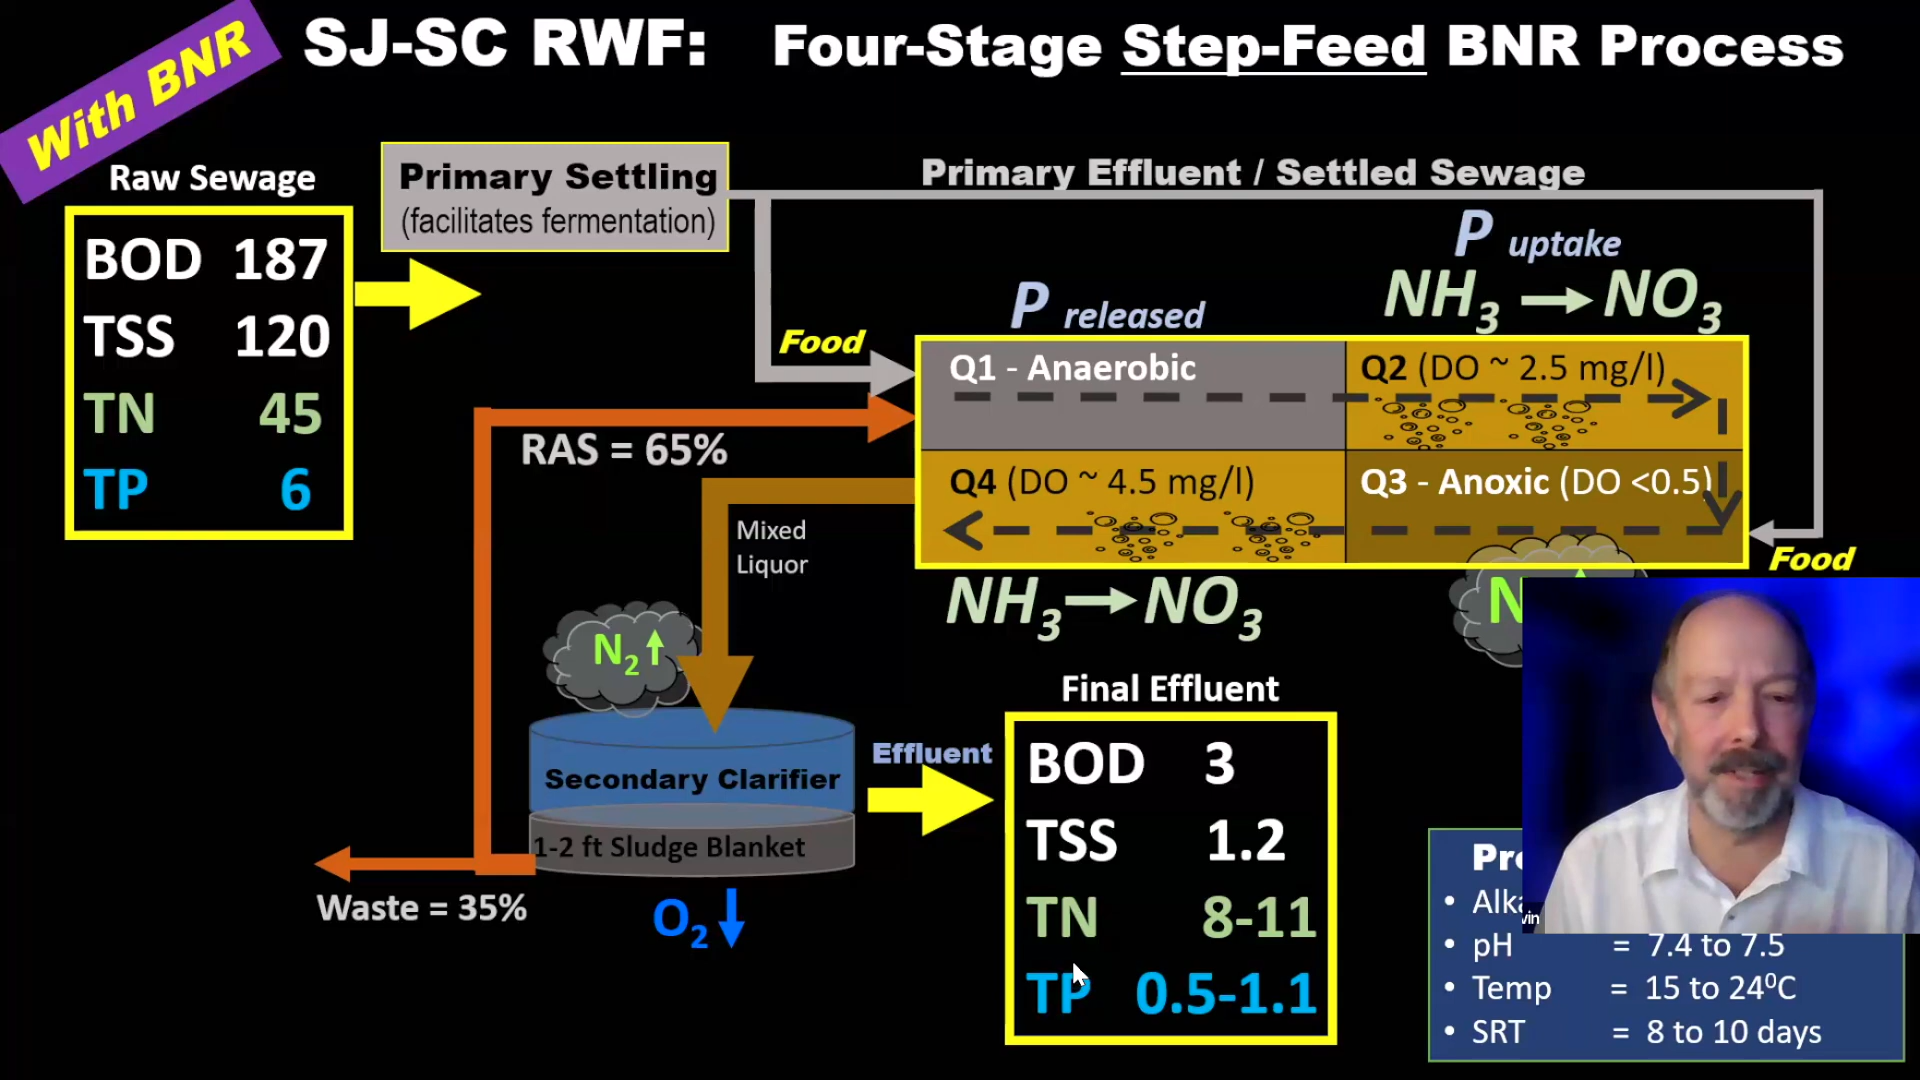 With BNR
SJ-SC RWF: Four-Stage Step-Feed BNR Process
Raw Sewage
BOD 187
TSS 120
TN 45
TP 6
Primary Settling
(facilitates fermentation)
Primary Effluent / Settled Sewage
P uptake
NH3 → NO3
P released
Food
Q1 - Anaerobic
Q2 (DO ~ 2.5 mg/l)
RAS = 65%
Q4 (DO ~ 4.5 mg/l)
Q3 - Anoxic (DO <0.5)
Mixed
Liquor
Food
NH3 → NO3
N2 ↑
N
Final Effluent
Effluent
BOD 3
TSS 1.2
TN 8-11
TP 0.5-1.1
Secondary Clarifier
1-2 ft Sludge Blanket
Waste = 35%
O2 ↓
• pH = 7.4 to 7.5
• Temp = 15 to 24⁰C
• SRT = 8 to 10 days